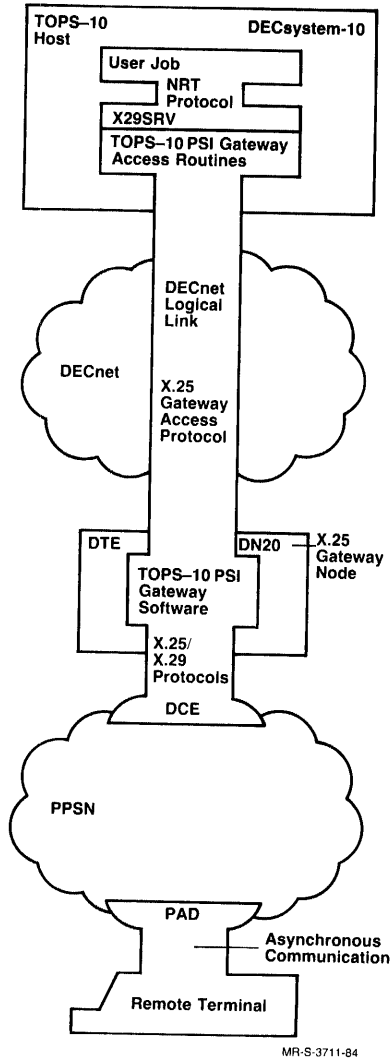 TOPS–10
Host
DECsystem-10
User Job
NRT
Protocol
X29SRV
TOPS–10 PSI Gateway
Access Routines
DECnet
Logical
Link
DECnet
X.25
Gateway
Access
Protocol
DTE
DN20
X.25
Gateway
Node
TOPS–10 PSI
Gateway
Software
X.25/
X.29
Protocols
DCE
PPSN
PAD
Asynchronous
Communication
Remote Terminal
MR-S-3711-84